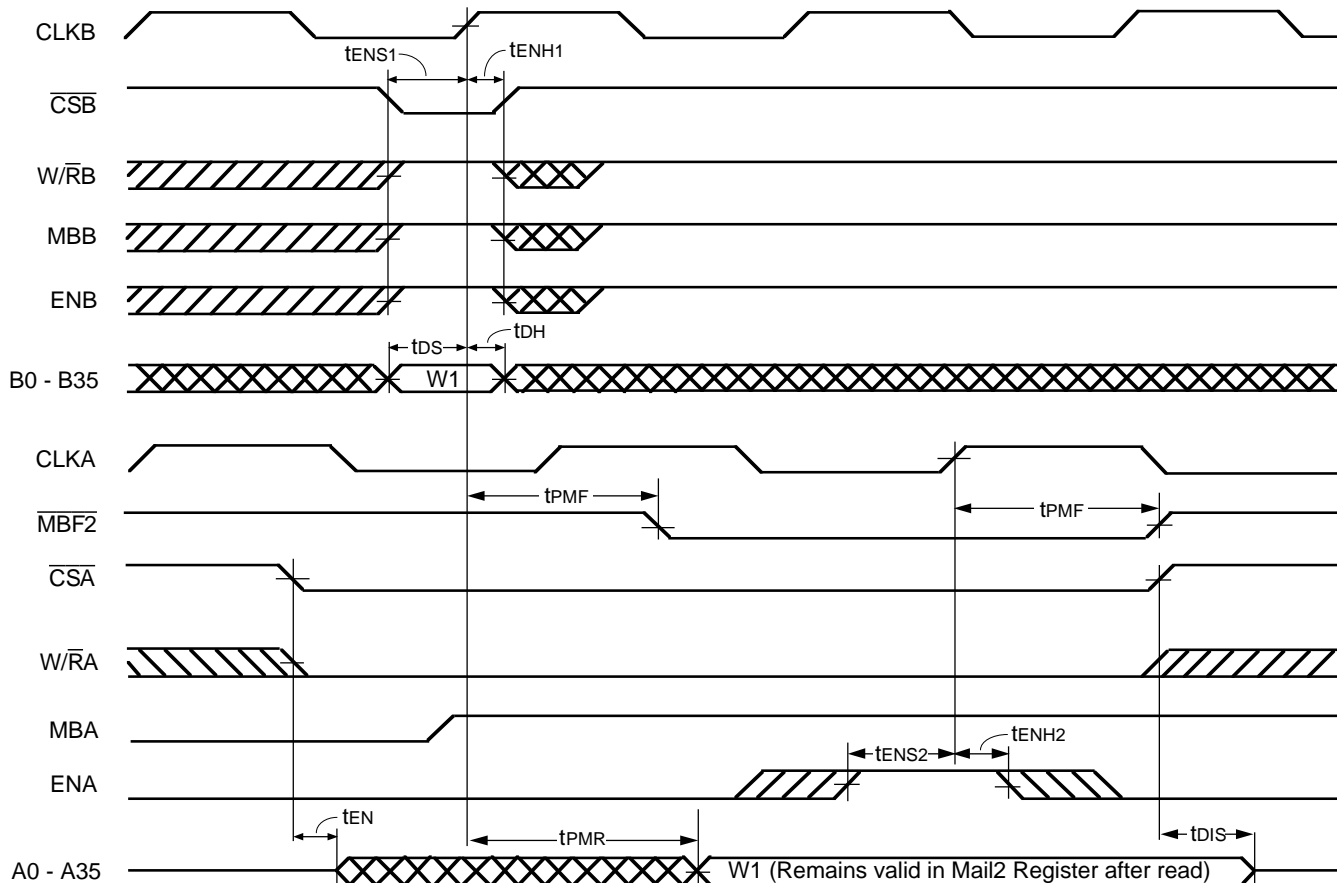 CLKB
tENS1
tENH1
CSB
W/RB
MBB
ENB
tDS
tDH
B0 - B35
W1
CLKA
tPMF
tPMF
MBF2
CSA
W/RA
MBA
tENS2
tENH2
ENA
tEN
tPMR
tDIS
A0 - A35
W1 (Remains valid in Mail2 Register after read)